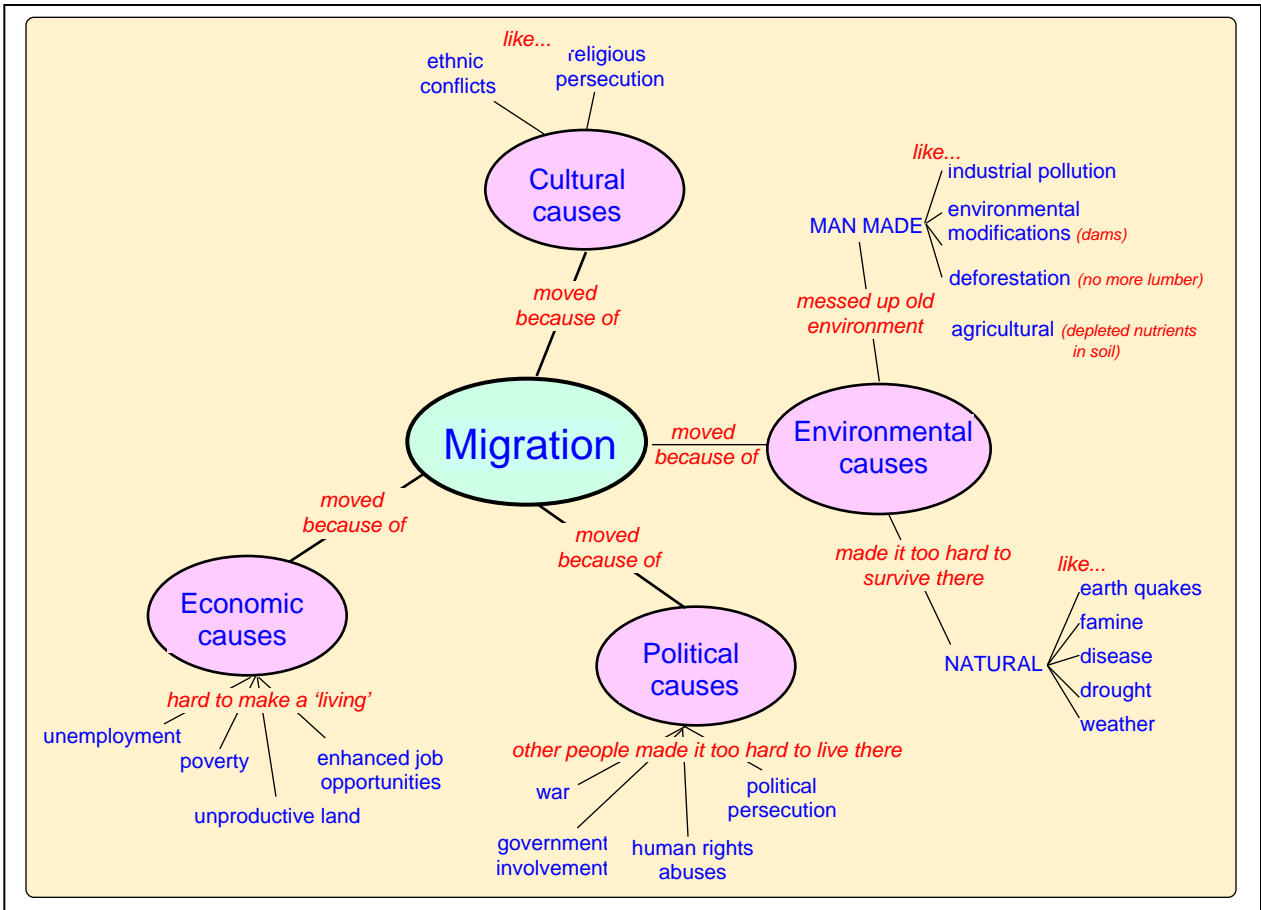 like...
ethnic
conflicts
religious
persecution
Cultural
causes
moved
because of
Migration
moved
because of
Environmental
causes
messed up old
environment
MAN MADE
like...
industrial pollution
environmental
modifications (dams)
deforestation (no more lumber)
agricultural (depleted nutrients
in soil)
made it too hard to
survive there
NATURAL
like...
earth quakes
famine
disease
drought
weather
moved
because of
Economic
causes
hard to make a ‘living’
unemployment
poverty
unproductive land
enhanced job
opportunities
moved
because of
Political
causes
other people made it too hard to live there
war
government
involvement
human rights
abuses
political
persecution